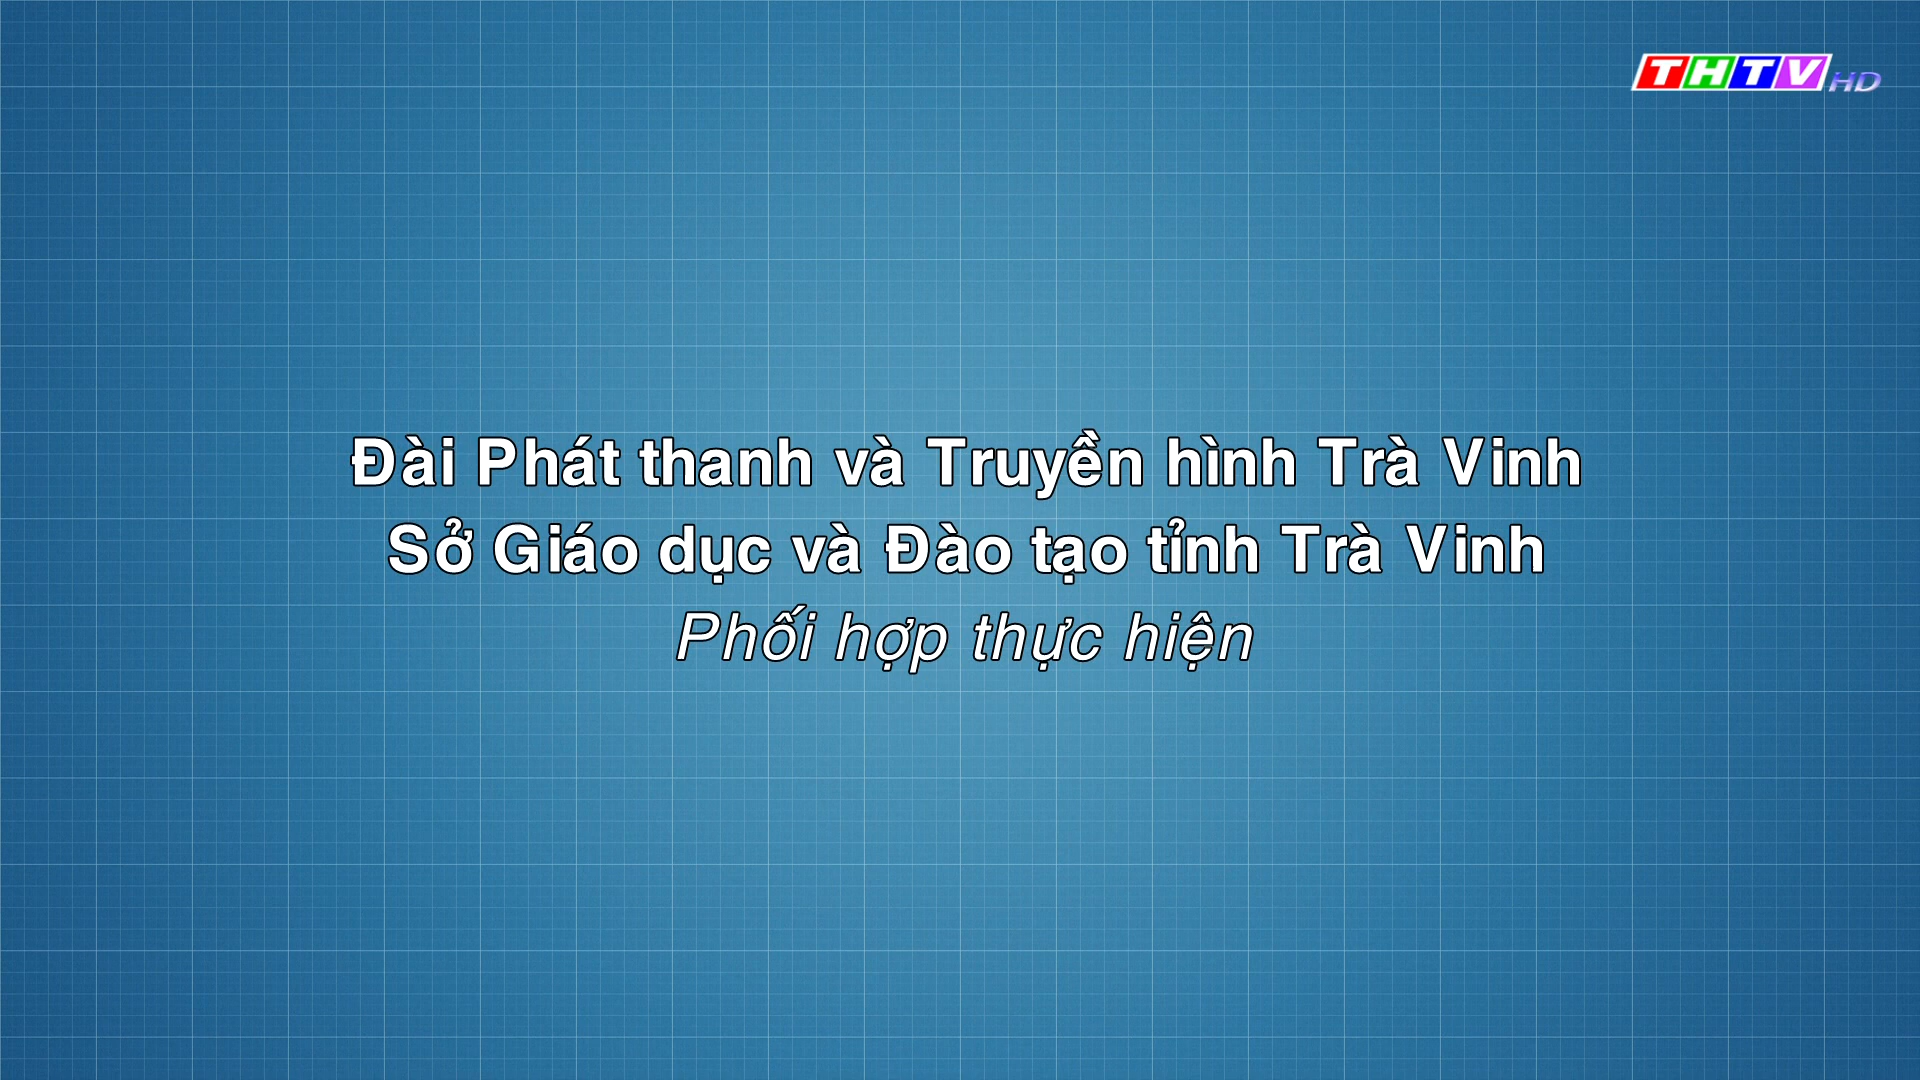 THTV HD
Đài Phát thanh và Truyền hình Trà Vinh
Sở Giáo dục và Đào tạo tỉnh Trà Vinh
Phối hợp thực hiện